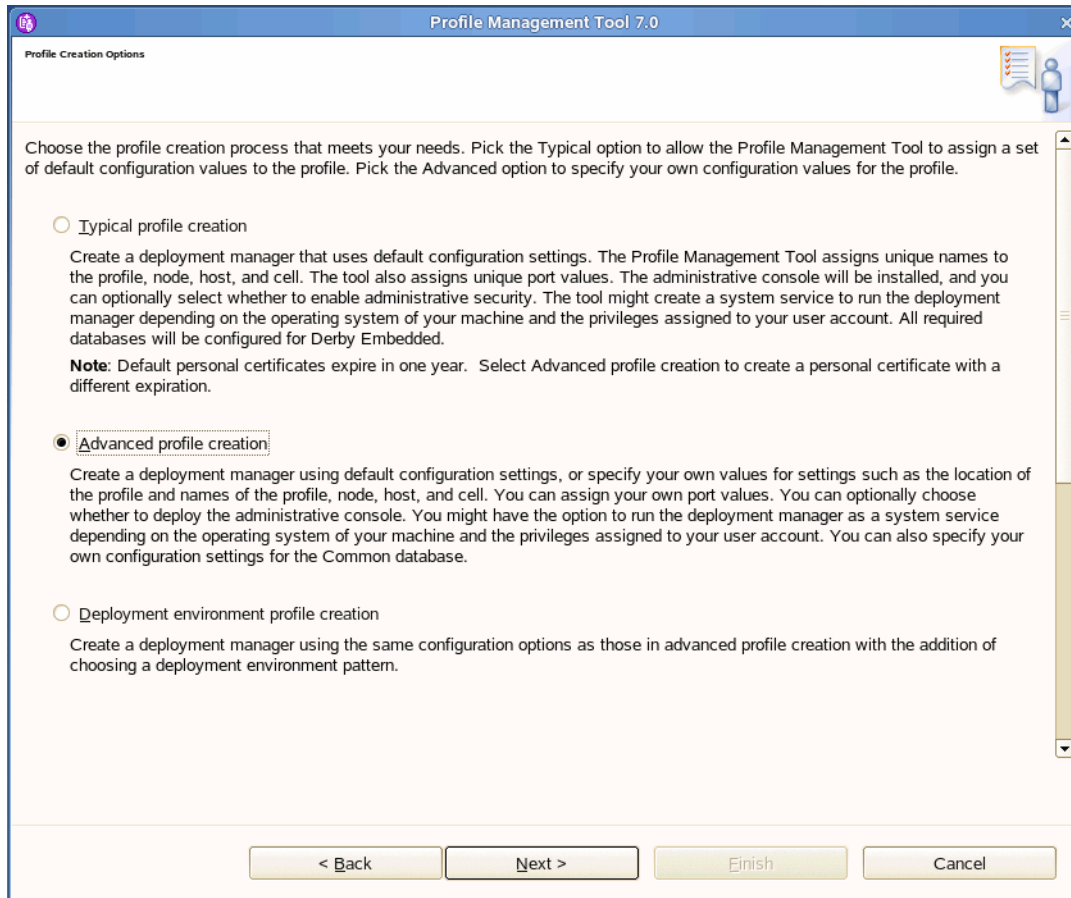 Profile Management Tool 7.0
Profile Creation Options
Choose the profile creation process that meets your needs. Pick the Typical option to allow the Profile Management Tool to assign a set
of default configuration values to the profile. Pick the Advanced option to specify your own configuration values for the profile.
Typical profile creation
Create a deployment manager that uses default configuration settings. The Profile Management Tool assigns unique names to
the profile, node, host, and cell. The tool also assigns unique port values. The administrative console will be installed, and you
can optionally select whether to enable administrative security. The tool might create a system service to run the deployment
manager depending on the operating system of your machine and the privileges assigned to your user account. All required
databases will be configured for Derby Embedded.
Note: Default personal certificates expire in one year. Select Advanced profile creation to create a personal certificate with a
different expiration.
Advanced profile creation
Create a deployment manager using default configuration settings, or specify your own values for settings such as the location of
the profile and names of the profile, node, host, and cell. You can assign your own port values. You can optionally choose
whether to deploy the administrative console. You might have the option to run the deployment manager as a system service
depending on the operating system of your machine and the privileges assigned to your user account. You can also specify your
own configuration settings for the Common database.
Deployment environment profile creation
Create a deployment manager using the same configuration options as those in advanced profile creation with the addition of
choosing a deployment environment pattern.
< Back Next > Finish Cancel